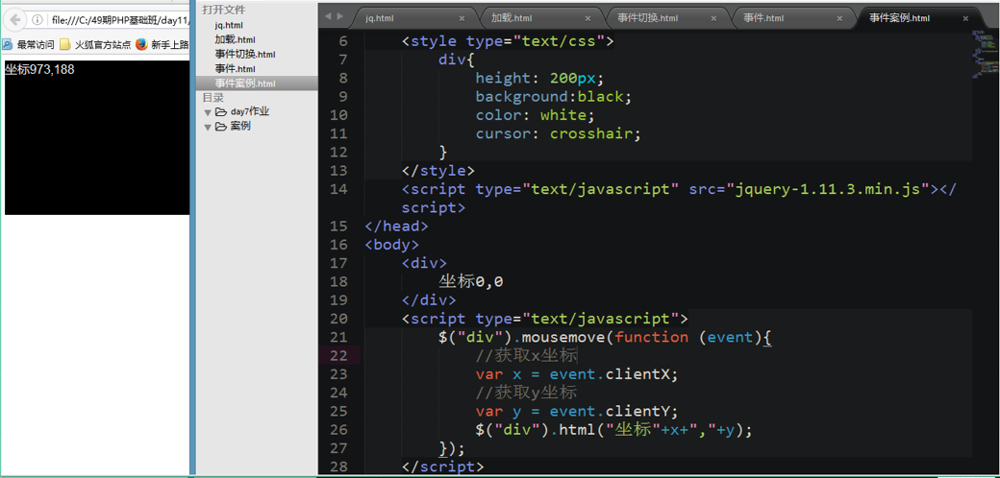 file:///C:/49期PHP基础班/day11/
最常访问 火狐官方站点 新手上路
坐标973,188
打开文件
jq.html
加载.html
事件切换.html
事件.html
事件案例.html
目录
day7作业
案例
jq.html × 加载.html × 事件切换.html × 事件.html × 事件案例.html ×
6 <style type="text/css">
7 div{
8 height: 200px;
9 background:black;
10 color: white;
11 cursor: crosshair;
12 }
13 </style>
14 <script type="text/javascript" src="jquery-1.11.3.min.js"></
script>
15 </head>
16 <body>
17 <div>
18 坐标0,0
19 </div>
20 <script type="text/javascript">
21 $("div").mousemove(function (event){
22 //获取x坐标
23 var x = event.clientX;
24 //获取y坐标
25 var y = event.clientY;
26 $("div").html("坐标"+x+","+y);
27 });
28 </script>